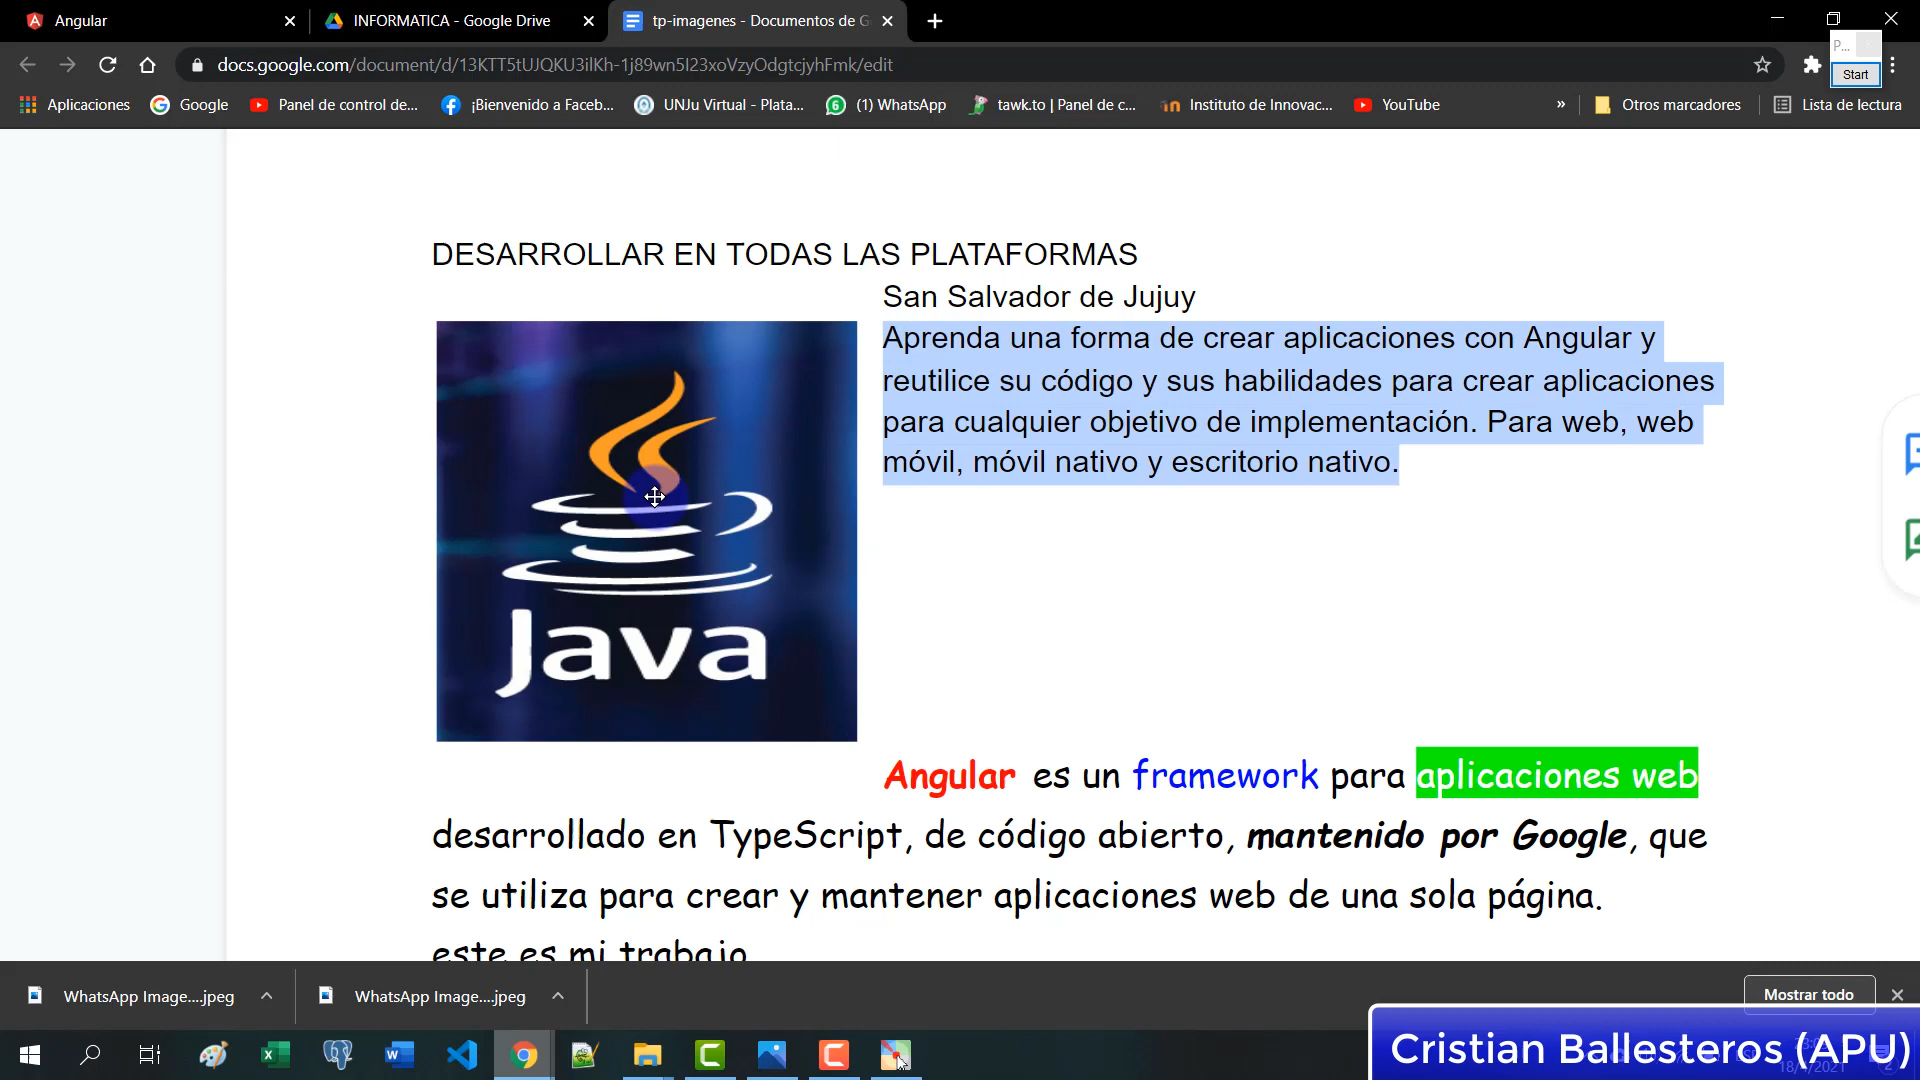 Angular
INFORMATICA - Google Drive
tp-imagenes - Documentos de G
P...
Start
docs.google.com/document/d/13KTT5tUJQKU3ilKh-1j89wn5I23xoVzyOdgtcjyhFmk/edit
Aplicaciones
Google
Panel de control de...
¡Bienvenido a Faceb...
UNJu Virtual - Plata...
6
(1) WhatsApp
tawk.to | Panel de c...
Instituto de Innovac...
YouTube
»
Otros marcadores
Lista de lectura
DESARROLLAR EN TODAS LAS PLATAFORMAS
San Salvador de Jujuy
Aprenda una forma de crear aplicaciones con Angular y
reutilice su código y sus habilidades para crear aplicaciones
para cualquier objetivo de implementación. Para web, web
móvil, móvil nativo y escritorio nativo.
Java
Angular es un framework para aplicaciones web
desarrollado en TypeScript, de código abierto, mantenido por Google, que
se utiliza para crear y mantener aplicaciones web de una sola página.
este es mi trabajo
WhatsApp Image....jpeg
WhatsApp Image....jpeg
Mostrar todo
Cristian Ballesteros (APU)